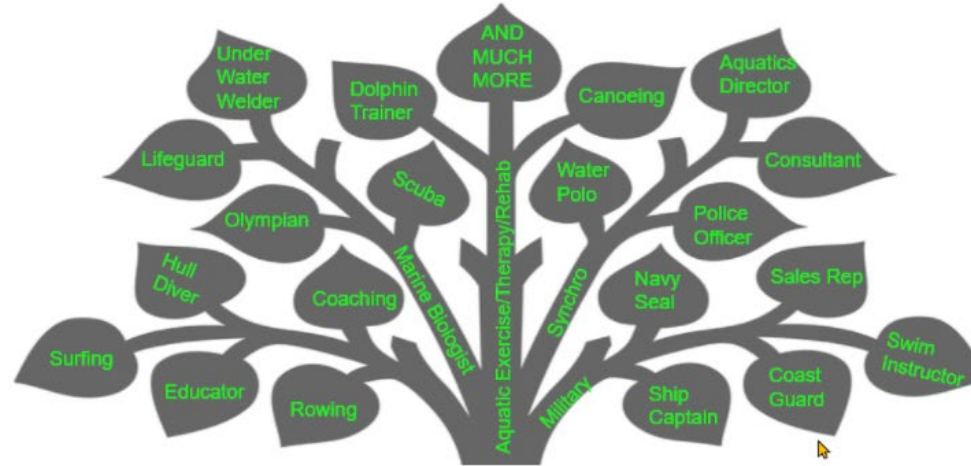 AND
MUCH
MORE
Under
Water
Welder
Dolphin
Trainer
Canoeing
Aquatics
Director
Lifeguard
Scuba
Water
Polo
Consultant
Olympian
Police
Officer
Hull
Diver
Coaching
Marine Biologist
Aquatic Exercise/Therapy/Rehab
Synchro
Navy
Seal
Sales Rep
Surfing
Educator
Rowing
Military
Ship
Captain
Coast
Guard
Swim
Instructor